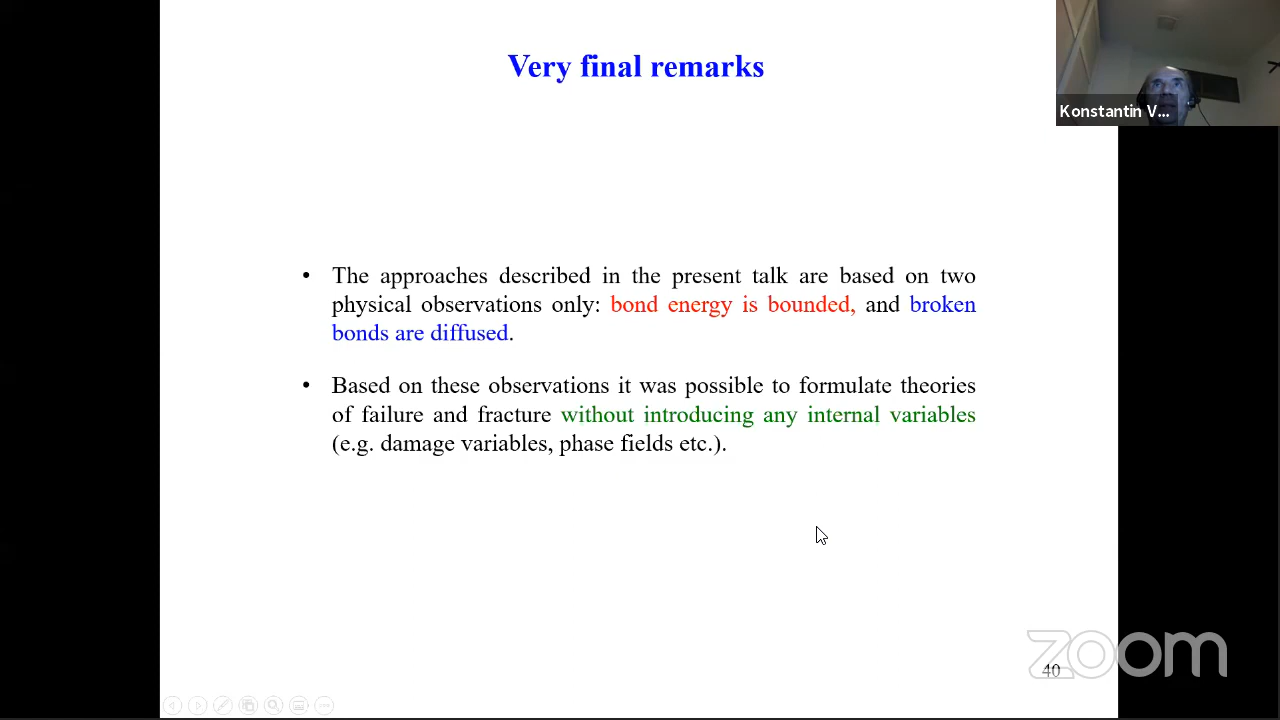 Very final remarks
Konstantin V...
• The approaches described in the present talk are based on two
physical observations only: bond energy is bounded, and broken
bonds are diffused.
• Based on these observations it was possible to formulate theories
of failure and fracture without introducing any internal variables
(e.g. damage variables, phase fields etc.).
zoom
40